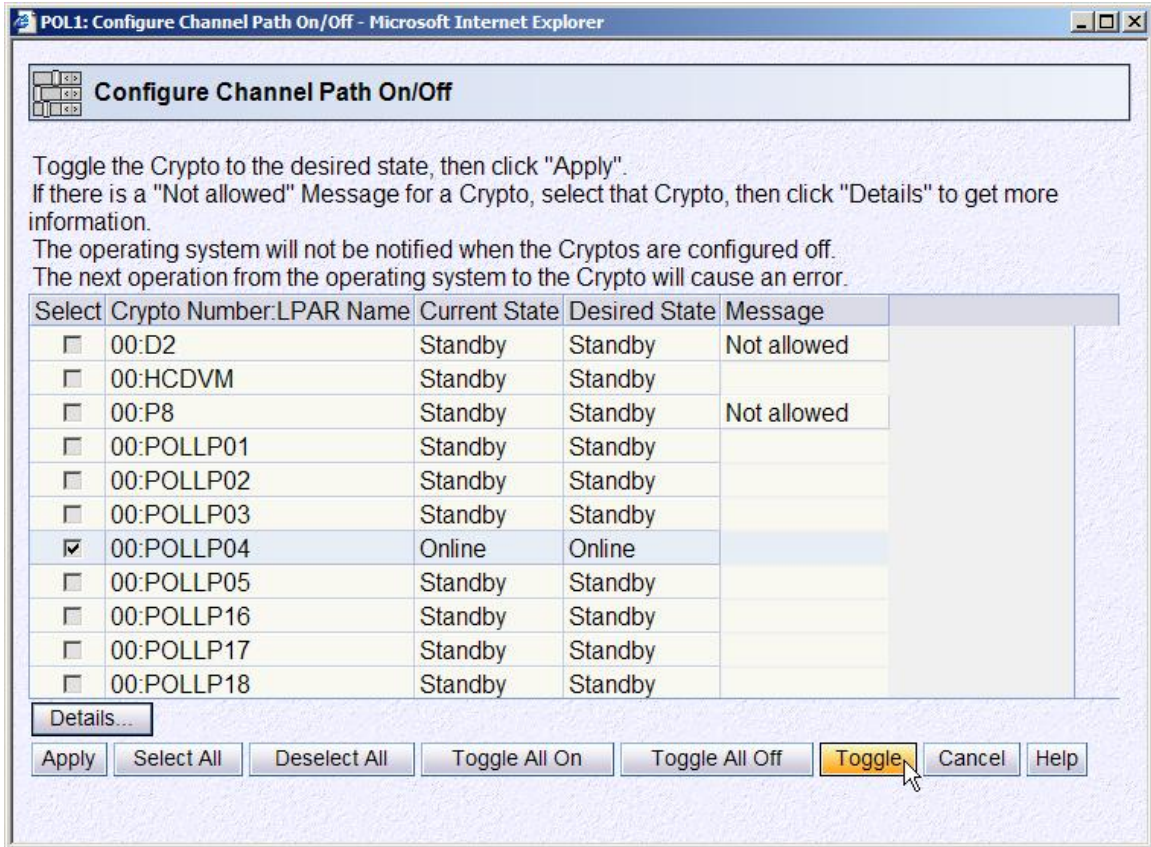 POL1: Configure Channel Path On/Off - Microsoft Internet Explorer
Configure Channel Path On/Off
Toggle the Crypto to the desired state, then click "Apply".
If there is a "Not allowed" Message for a Crypto, select that Crypto, then click "Details" to get more
information.
The operating system will not be notified when the Cryptos are configured off.
The next operation from the operating system to the Crypto will cause an error.
Select Crypto Number:LPAR Name Current State Desired State Message
00:D2 Standby Standby Not allowed
00:HCDVM Standby Standby
00:P8 Standby Standby Not allowed
00:POLLP01 Standby Standby
00:POLLP02 Standby Standby
00:POLLP03 Standby Standby
00:POLLP04 Online Online
00:POLLP05 Standby Standby
00:POLLP16 Standby Standby
00:POLLP17 Standby Standby
00:POLLP18 Standby Standby
Details...
Apply Select All Deselect All Toggle All On Toggle All Off Toggle Cancel Help